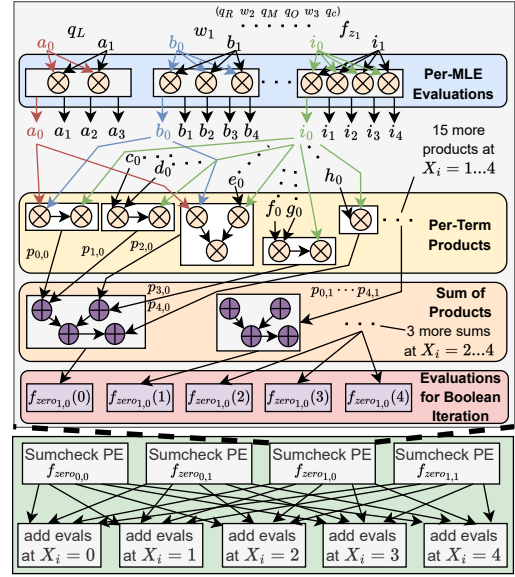 (q_R w_2 q_M q_O w_3 q_c)
q_L w_1 · · · · · · · f_{z_1}
a_0 a_1 b_0 b_1 i_0 i_1
· · ·
Per-MLE
Evaluations
a_0 a_1 a_2 a_3 b_0 b_1 b_2 b_3 b_4 i_0 i_1 i_2 i_3 i_4
15 more
products at
X_i = 1...4
c_0 d_0 e_0 f_0 g_0 h_0
· · · ·
Per-Term
Products
p_{0,0} p_{1,0} p_{2,0}
p_{3,0}
p_{4,0}
p_{0,1} · · · p_{4,1}
Sum of
Products
· · ·
3 more sums
at X_i = 2...4
f_{zero_{1,0}}(0) f_{zero_{1,0}}(1) f_{zero_{1,0}}(2) f_{zero_{1,0}}(3) f_{zero_{1,0}}(4)
Evaluations
for Boolean
Iteration
Sumcheck PE Sumcheck PE Sumcheck PE Sumcheck PE
f_{zero_{0,0}} f_{zero_{0,1}} f_{zero_{1,0}} f_{zero_{1,1}}
add evals add evals add evals add evals add evals
at X_i = 0 at X_i = 1 at X_i = 2 at X_i = 3 at X_i = 4